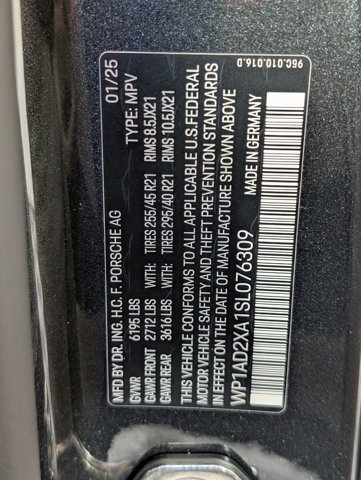 95C.010.016.D
MFD BY DR. ING. H.C. F. PORSCHE AG 01/25
GVWR 6195 LBS TYPE: MPV
GAWR FRONT 2712 LBS WITH: TIRES 255/45 R21 RIMS 8.5JX21
GAWR REAR 3616 LBS WITH: TIRES 295/40 R21 RIMS 10.5JX21
THIS VEHICLE CONFORMS TO ALL APPLICABLE U.S. FEDERAL
MOTOR VEHICLE SAFETY AND THEFT PREVENTION STANDARDS
IN EFFECT ON THE DATE OF MANUFACTURE SHOWN ABOVE
WP1AD2XA1SL076309 MADE IN GERMANY